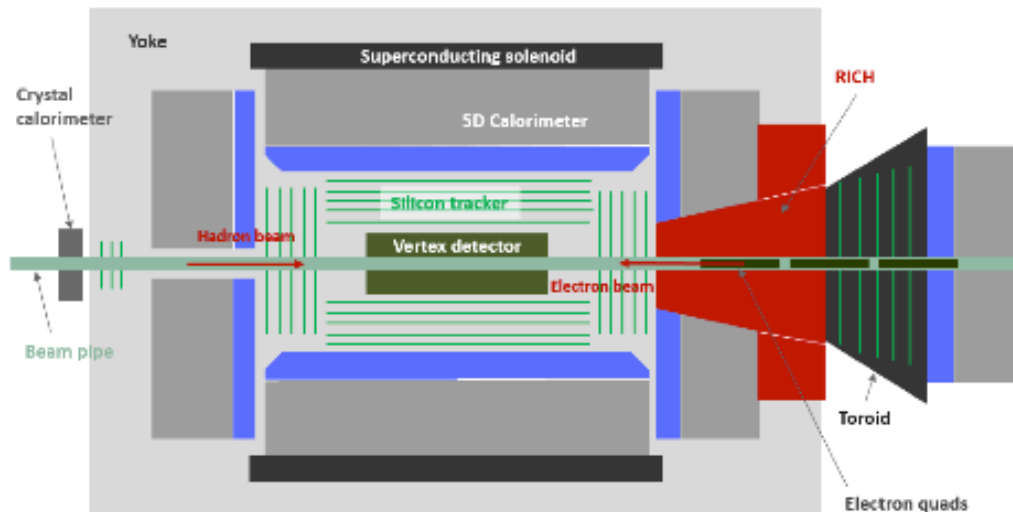 Yoke
Superconducting solenoid
RICH
Crystal
calorimeter
5D Calorimeter
Silicon tracker
Hadron beam
Vertex detector
Electron beam
Beam pipe
Toroid
Electron quads